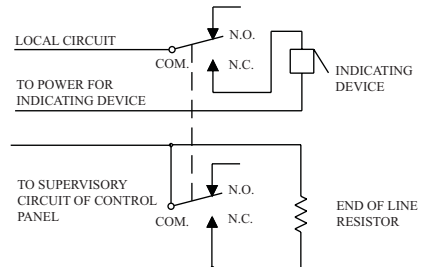 N.O.
LOCAL CIRCUIT
COM.
N.C.
INDICATING
DEVICE
TO POWER FOR
INDICATING DEVICE
TO SUPERVISORY
CIRCUIT OF CONTROL
PANEL
N.O.
COM.
N.C.
END OF LINE
RESISTOR